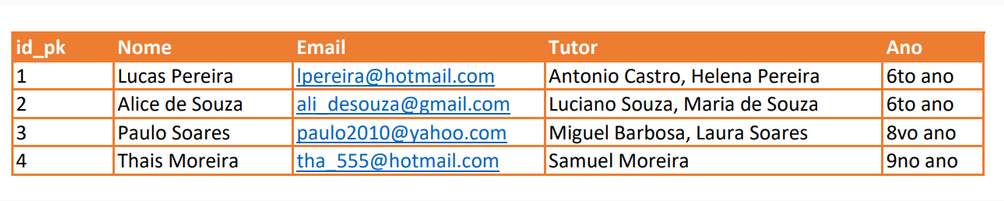 id_pk Nome Email Tutor Ano
1 Lucas Pereira lpereira@hotmail.com Antonio Castro, Helena Pereira 6to ano
2 Alice de Souza ali_desouza@gmail.com Luciano Souza, Maria de Souza 6to ano
3 Paulo Soares paulo2010@yahoo.com Miguel Barbosa, Laura Soares 8vo ano
4 Thais Moreira tha_555@hotmail.com Samuel Moreira 9no ano